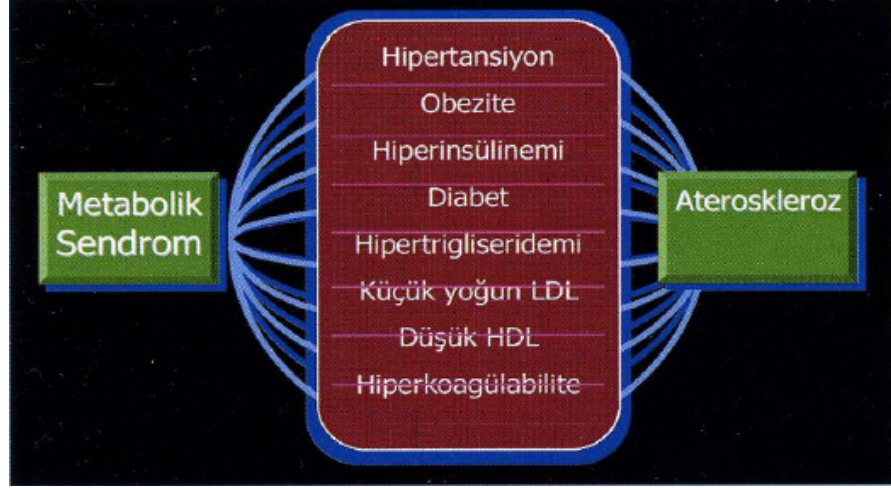 Metabolik
Sendrom
Hipertansiyon
Obezite
Hiperinsülinemi
Diabet
Hipertrigliseridemi
Küçük yoğun LDL
Düşük HDL
Hiperkoagülabilite
Ateroskleroz